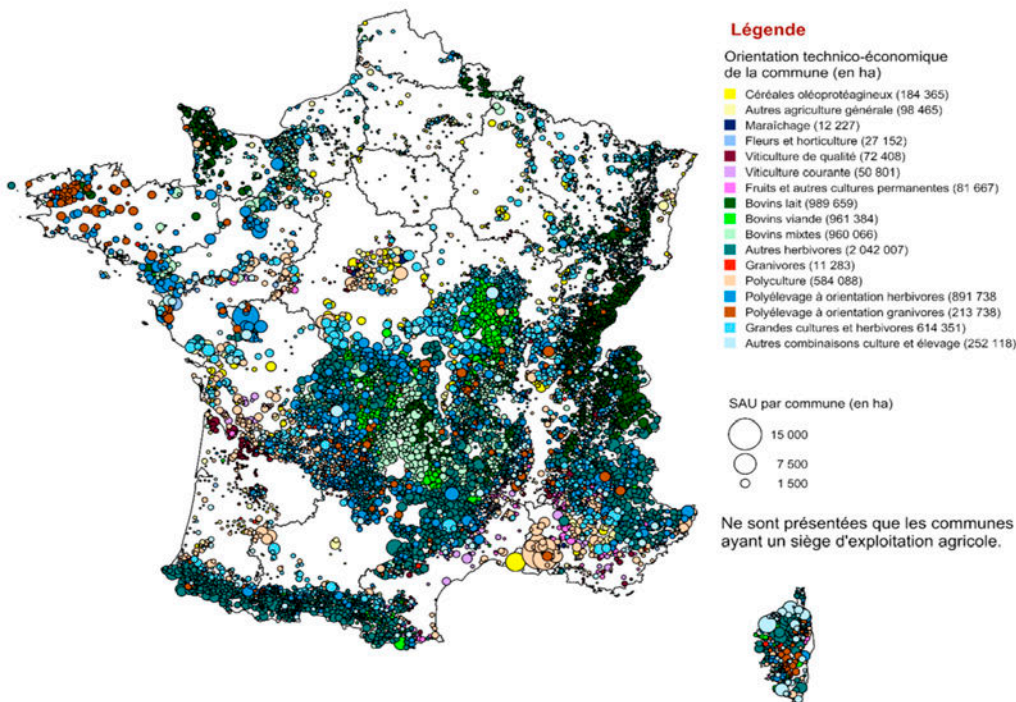 Légende
Orientation technico-économique
de la commune (en ha)
Céréales oléoprotéagineux (184 365)
Autres agriculture générale (98 465)
Maraîchage (12 227)
Fleurs et horticulture (27 152)
Viticulture de qualité (72 408)
Viticulture courante (50 801)
Fruits et autres cultures permanentes (81 667)
Bovins lait (989 659)
Bovins viande (961 384)
Bovins mixtes (960 066)
Autres herbivores (2 042 007)
Granivores (11 283)
Polyculture (584 088)
Polyélevage à orientation herbivores (891 738
Polyélevage à orientation granivores (213 738)
Grandes cultures et herbivores 614 351)
Autres combinaisons culture et élevage (252 118)
SAU par commune (en ha)
15 000
7 500
1 500
Ne sont présentées que les communes
ayant un siège d'exploitation agricole.